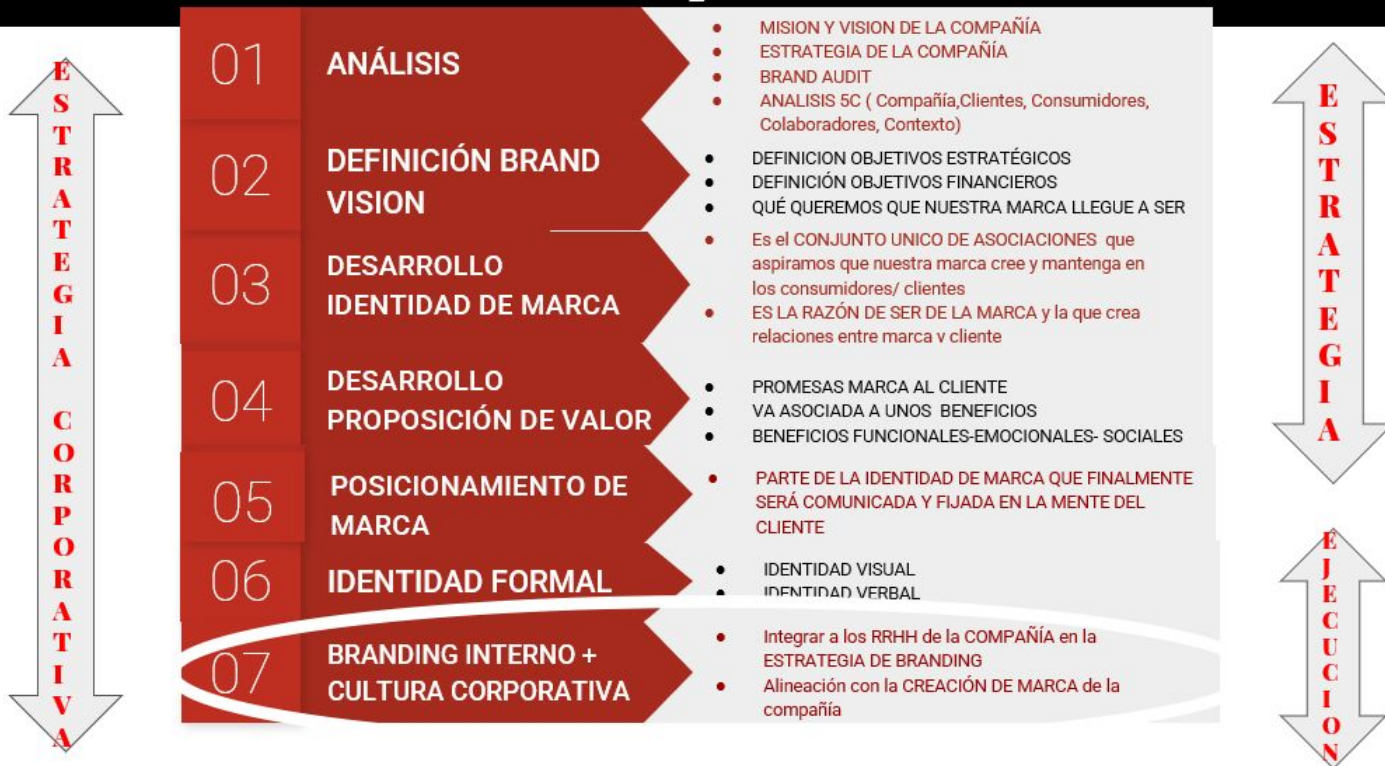 ESTRATEGIA CORPORATIVA
01
ANÁLISIS
● MISION Y VISION DE LA COMPAÑÍA
● ESTRATEGIA DE LA COMPAÑÍA
● BRAND AUDIT
● ANALISIS 5C ( Compañía,Clientes, Consumidores,
Colaboradores, Contexto)
02
DEFINICIÓN BRAND
VISION
● DEFINICION OBJETIVOS ESTRATÉGICOS
● DEFINICIÓN OBJETIVOS FINANCIEROS
● QUÉ QUEREMOS QUE NUESTRA MARCA LLEGUE A SER
03
DESARROLLO
IDENTIDAD DE MARCA
● Es el CONJUNTO UNICO DE ASOCIACIONES que
aspiramos que nuestra marca cree y mantenga en
los consumidores/ clientes
● ES LA RAZÓN DE SER DE LA MARCA y la que crea
relaciones entre marca y cliente
04
DESARROLLO
PROPOSICIÓN DE VALOR
● PROMESAS MARCA AL CLIENTE
● VA ASOCIADA A UNOS BENEFICIOS
● BENEFICIOS FUNCIONALES-EMOCIONALES- SOCIALES
05
POSICIONAMIENTO DE
MARCA
● PARTE DE LA IDENTIDAD DE MARCA QUE FINALMENTE
SERÁ COMUNICADA Y FIJADA EN LA MENTE DEL
CLIENTE
06
IDENTIDAD FORMAL
● IDENTIDAD VISUAL
● IDENTIDAD VERBAL
07
BRANDING INTERNO +
CULTURA CORPORATIVA
● Integrar a los RRHH de la COMPAÑÍA en la
ESTRATEGIA DE BRANDING
● Alineación con la CREACIÓN DE MARCA de la
compañía
ESTRATEGIA
EJECUCION